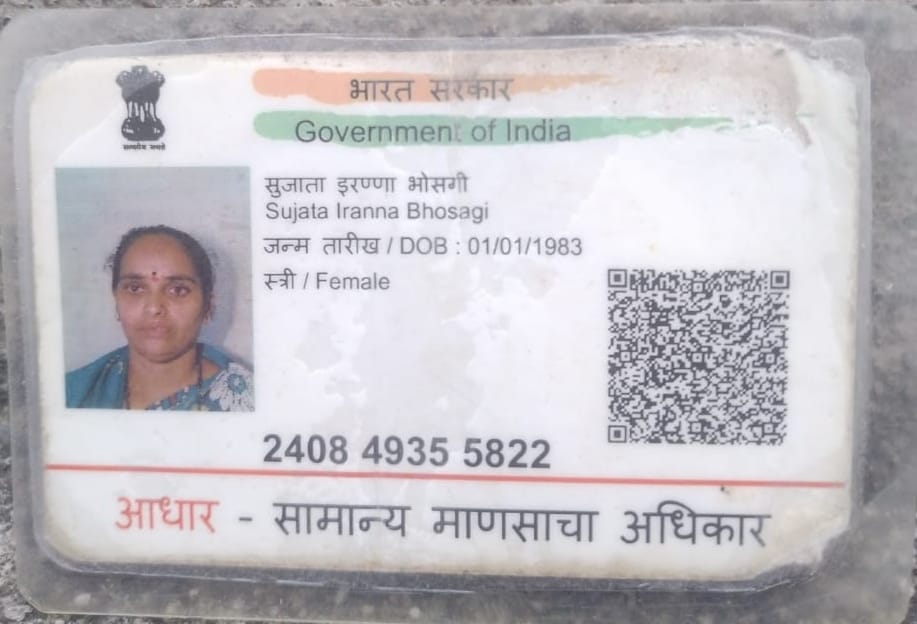 भारत सरकार
Government of India
सत्यमेव जयते
सुजाता इरण्णा भोसगी
Sujata Iranna Bhosagi
जन्म तारीख / DOB : 01/01/1983
स्त्री / Female
2408 4935 5822
आधार - सामान्य माणसाचा अधिकार